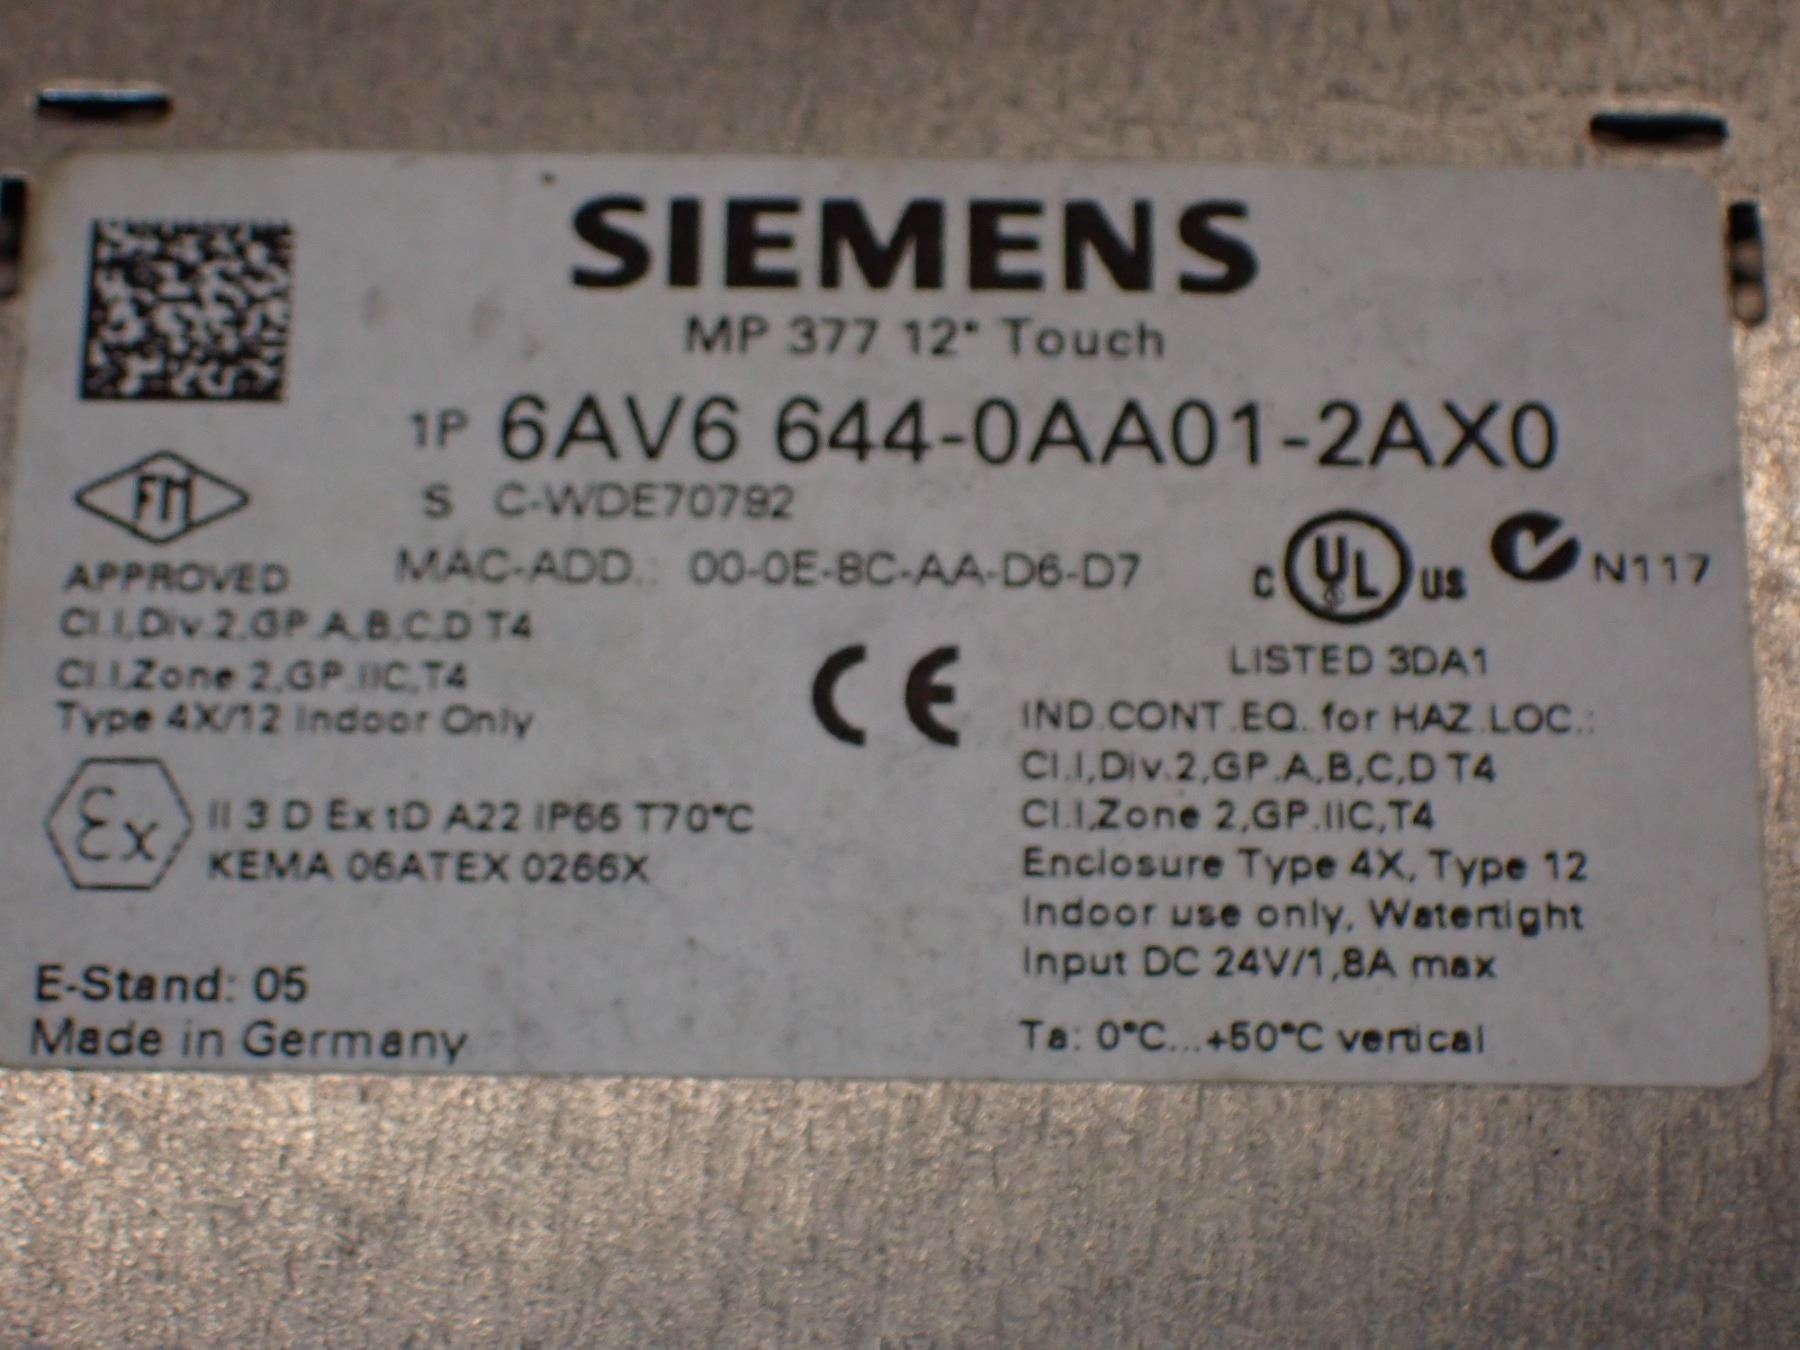 SIEMENS
MP 377 12" Touch
1P 6AV6 644-0AA01-2AX0
S C-WDE70792
MAC-ADD.: 00-0E-8C-AA-D6-D7
FM
APPROVED
Cl.I,Div.2,GP.A,B,C,D T4
Cl.I,Zone 2,GP.IIC,T4
Type 4X/12 Indoor Only
C UL US
N117
LISTED 3DA1
CE
IND.CONT.EQ. for HAZ.LOC.:
Cl.I,Div.2,GP.A,B,C,D T4
Cl.I,Zone 2,GP.IIC,T4
Enclosure Type 4X, Type 12
Indoor use only, Watertight
Input DC 24V/1,8A max
Ta: 0°C...+50°C vertical
Ex
II 3 D Ex tD A22 IP66 T70°C
KEMA 06ATEX 0266X
E-Stand: 05
Made in Germany